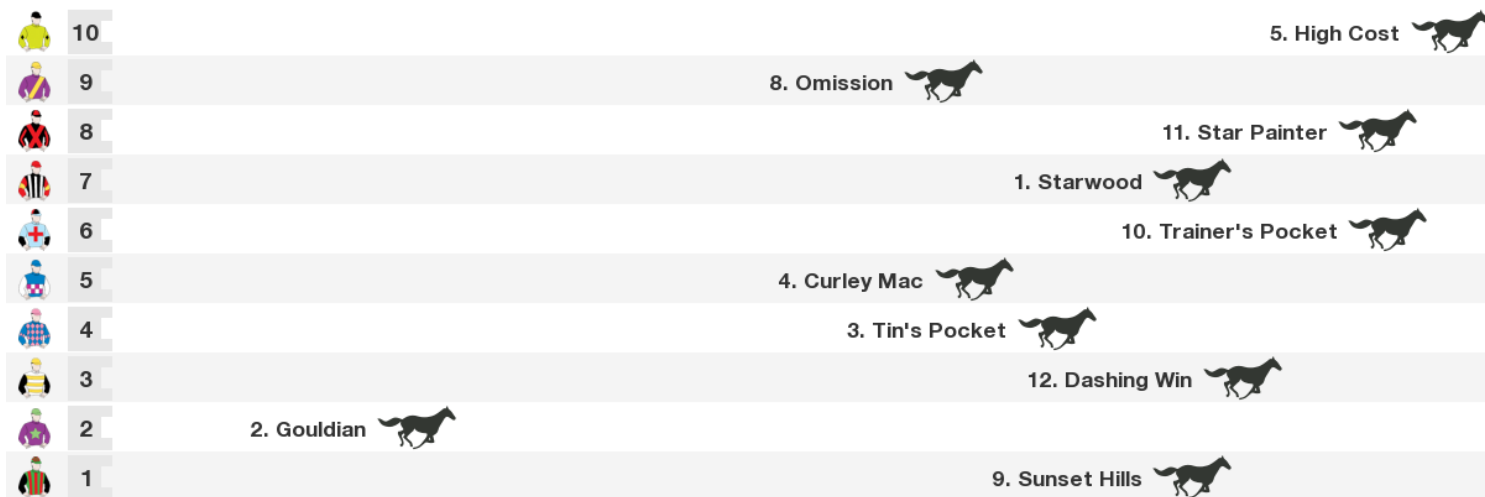 10 5. High Cost
9 8. Omission
8 11. Star Painter
7 1. Starwood
6 10. Trainer's Pocket
5 4. Curley Mac
4 3. Tin's Pocket
3 12. Dashing Win
2 2. Gouldian
1 9. Sunset Hills